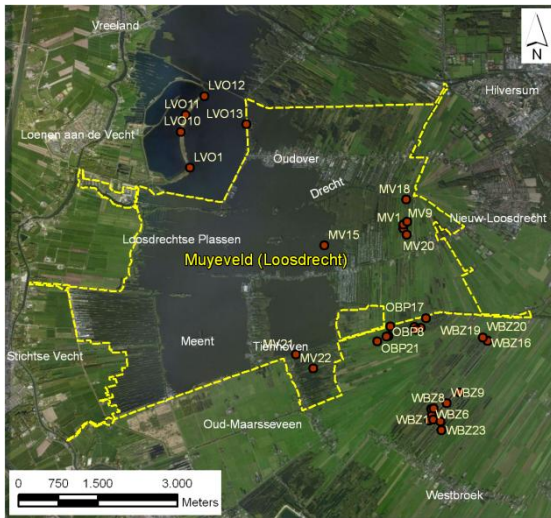 Vreeland
N
LVO12
LVO11
LVO10
LVO13
Hilversum
Loenen aan de Vecht
LVO1
Oudover
Drecht
MV18
MV1
MV9
Nieuw-Loosdrecht
MV20
Loosdrechtse Plassen
MV15
Muyeveld (Loosdrecht)
OBP17
OBP8
OBP21
WBZ20
WBZ19
WBZ16
Stichtse Vecht
Meent
Tienhoven
MV21
MV22
WBZ9
WBZ8
WBZ1
WBZ6
WBZ23
Oud-Maarsseveen
Westbroek
0 750 1.500 3.000
Meters